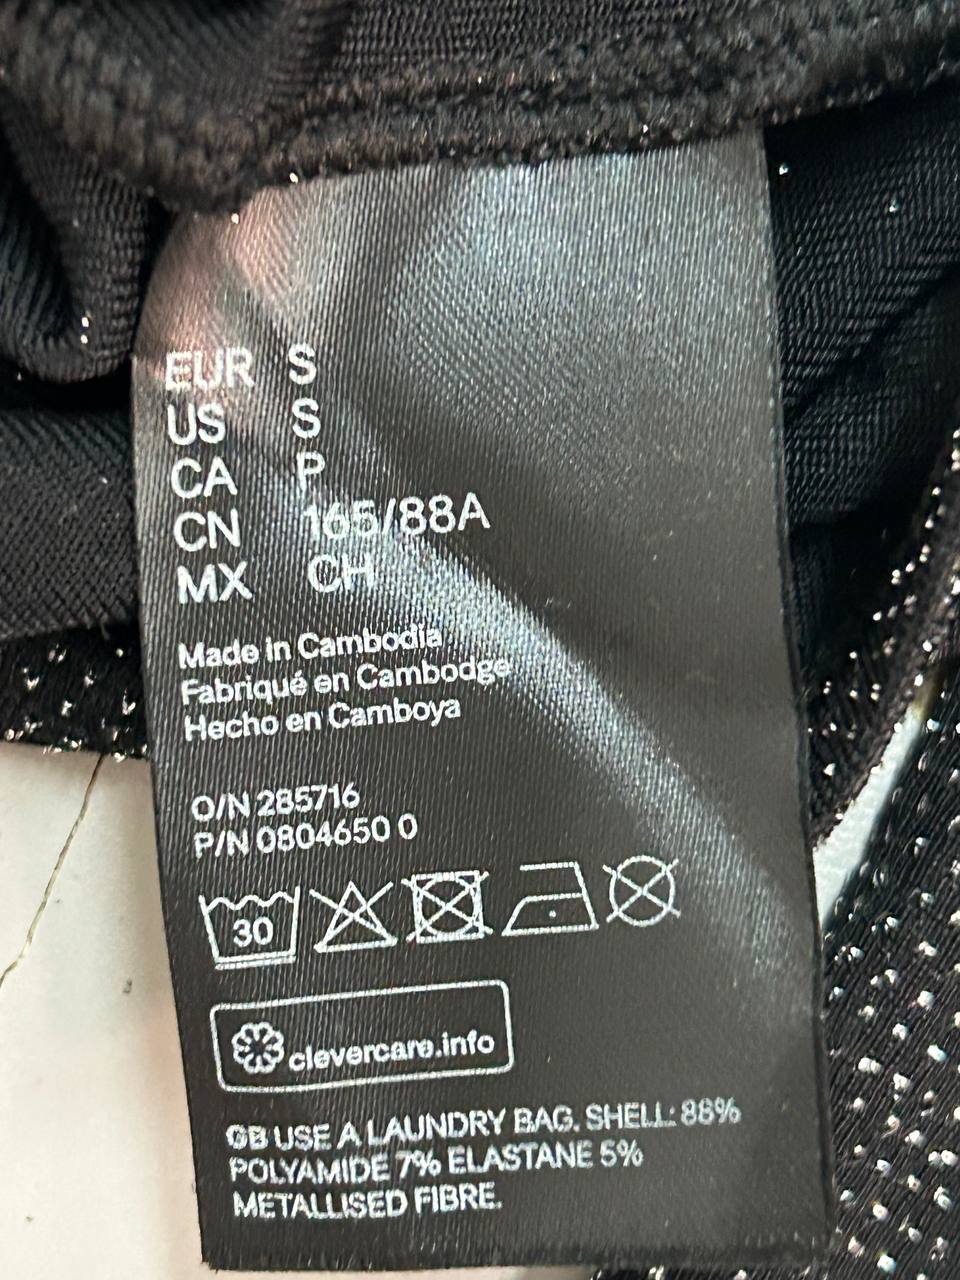 EUR S
US S
CA P
CN 165/88A
MX CH
Made in Cambodia
Fabriqué en Cambodge
Hecho en Camboya
O/N 285716
P/N 0804650 0
30
clevercare.info
GB USE A LAUNDRY BAG. SHELL: 88%
POLYAMIDE 7% ELASTANE 5%
METALLISED FIBRE.